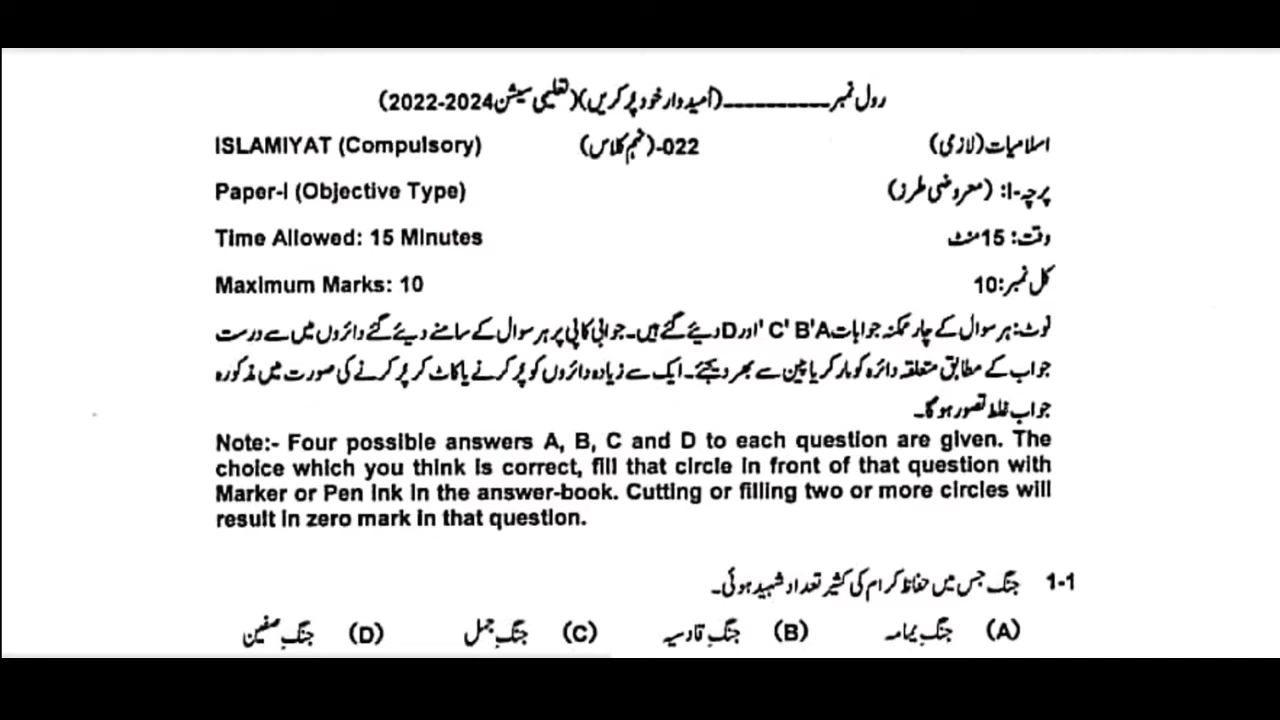 رول نمبر ــــــــــــــــــــ (امیدوار خود پُر کریں)(تعلیمی سیشن 2024-2022)
ISLAMIYAT (Compulsory) 022-(نہم کلاس) اسلامیات (لازمی)
Paper-I (Objective Type) پرچہ-I: (معروضی طرز)
Time Allowed: 15 Minutes وقت: 15 منٹ
Maximum Marks: 10 کل نمبر: 10
نوٹ: ہر سوال کے چار ممکنہ جوابات A'B'C' اور D دیئے گئے ہیں۔ جوابی کاپی پر ہر سوال کے سامنے دیئے گئے دائروں میں سے درست
جواب کے مطابق متعلقہ دائرہ کو مارکر یا پین سے بھر دیجئے۔ ایک سے زیادہ دائروں کو پُر کرنے یا کاٹ کر پُر کرنے کی صورت میں مذکورہ
جواب غلط تصور ہوگا۔
Note:- Four possible answers A, B, C and D to each question are given. The
choice which you think is correct, fill that circle in front of that question with
Marker or Pen ink in the answer-book. Cutting or filling two or more circles will
result in zero mark in that question.
1-1 جنگ جس میں حفاظ کرام کی کثیر تعداد شہید ہوئی۔
(A) جنگِ یمامہ (B) جنگِ قادسیہ (C) جنگِ جمل (D) جنگِ صفین